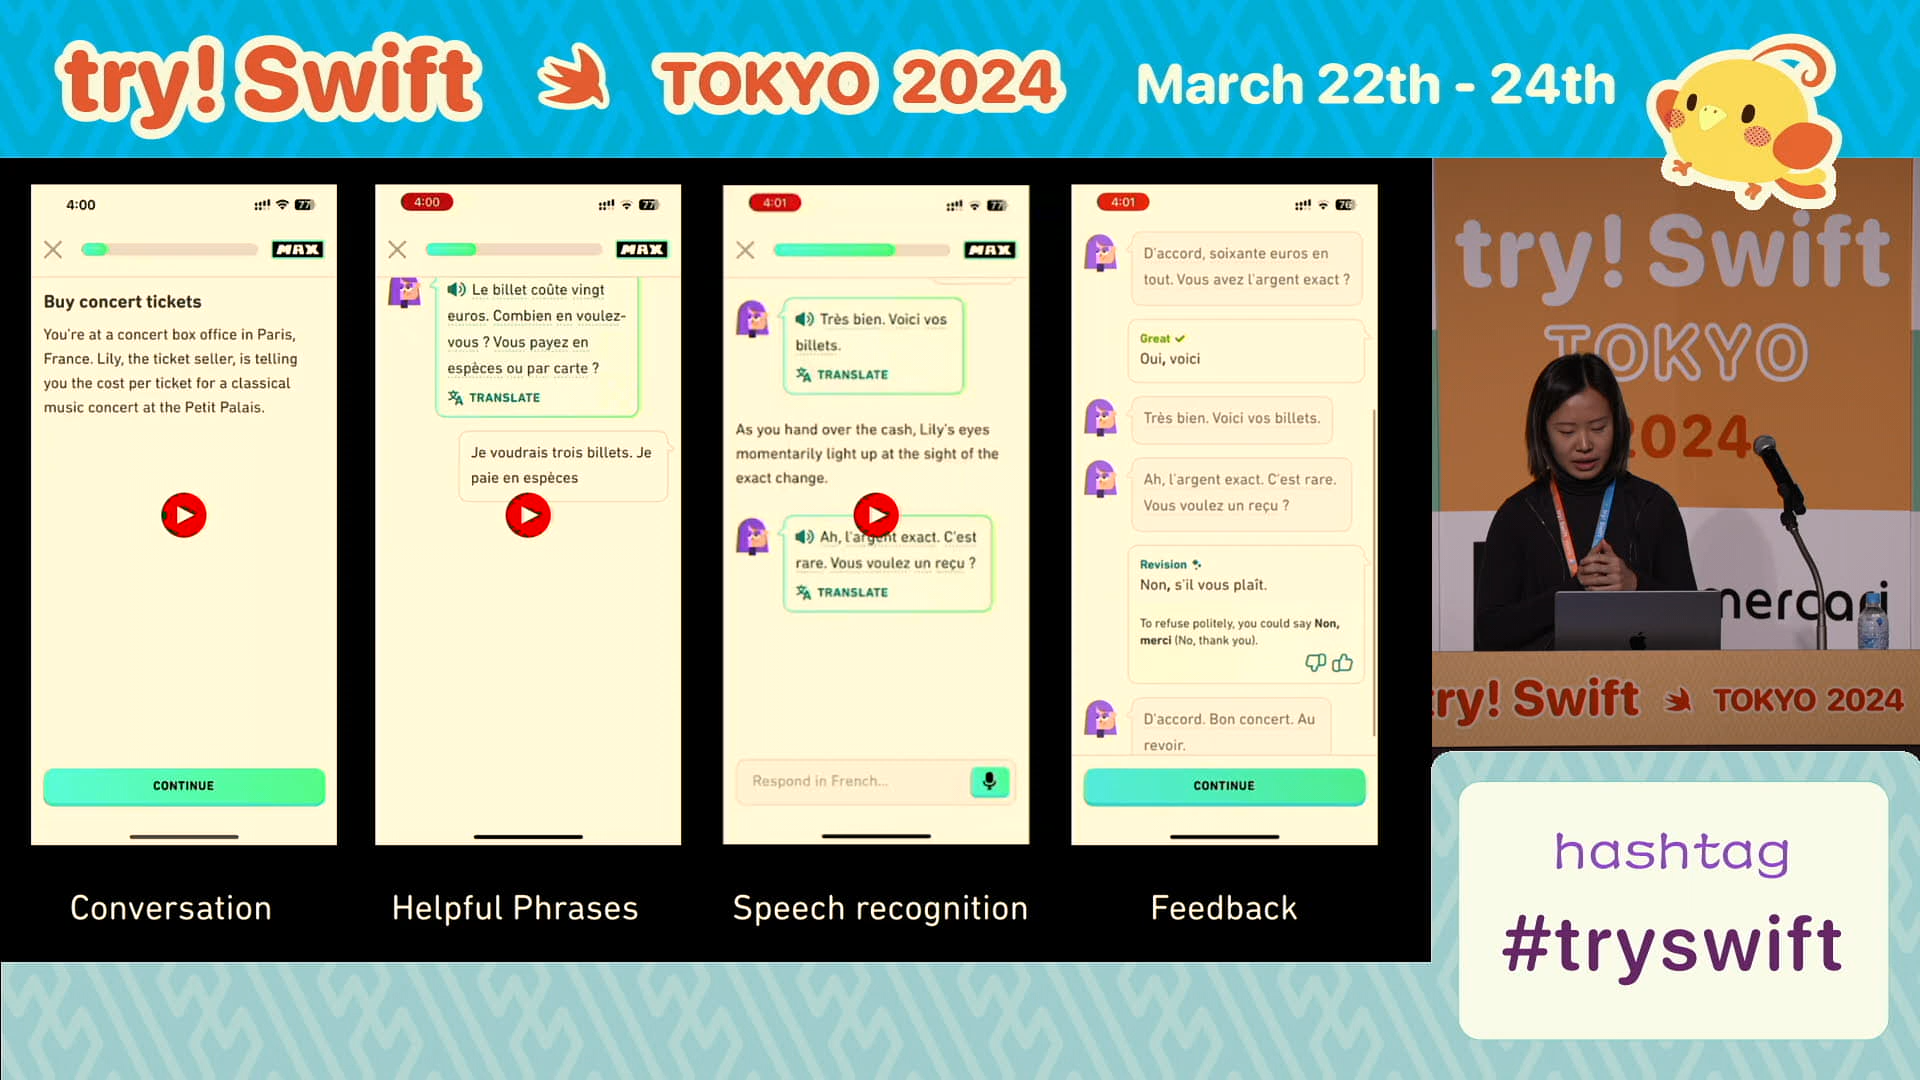 try! Swift TOKYO 2024 March 22th - 24th
4:00
77
MAX
Buy concert tickets
You're at a concert box office in Paris,
France. Lily, the ticket seller, is telling
you the cost per ticket for a classical
music concert at the Petit Palais.
CONTINUE
Conversation
4:00
77
MAX
Le billet coûte vingt
euros. Combien en voulez-
vous ? Vous payez en
espèces ou par carte ?
TRANSLATE
Je voudrais trois billets. Je
paie en espèces
Helpful Phrases
4:01
77
MAX
Très bien. Voici vos
billets.
TRANSLATE
As you hand over the cash, Lily's eyes
momentarily light up at the sight of the
exact change.
Ah, l'argent exact. C'est
rare. Vous voulez un reçu ?
TRANSLATE
Respond in French...
Speech recognition
4:01
76
D'accord, soixante euros en
tout. Vous avez l'argent exact ?
Great
Oui, voici
Très bien. Voici vos billets.
Ah, l'argent exact. C'est rare.
Vous voulez un reçu ?
Revision
Non, s'il vous plaît.
To refuse politely, you could say Non,
merci (No, thank you).
D'accord. Bon concert. Au
revoir.
CONTINUE
Feedback
try! Swift
TOKYO
2024
mercari
try! Swift TOKYO 2024
hashtag
#tryswift